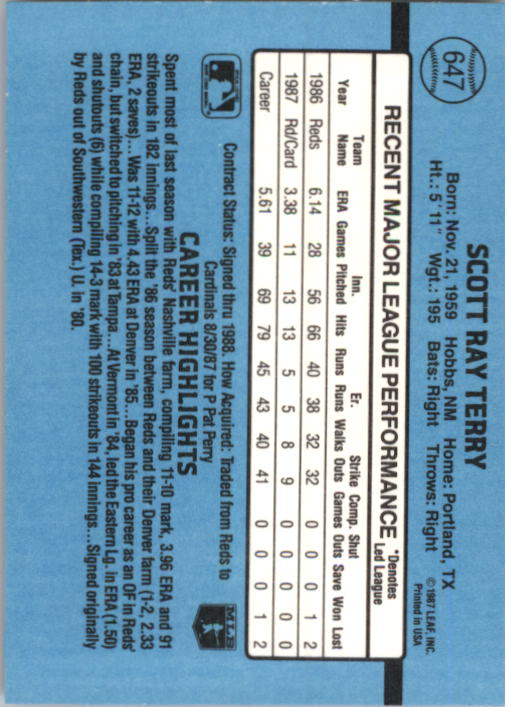 647
SCOTT RAY TERRY
Born: Nov. 21, 1959 Hobbs, NM Home: Portland, TX
Ht.: 5' 11" Wgt.: 195 Bats: Right Throws: Right
©1987 LEAF, INC.
Printed in USA
RECENT MAJOR LEAGUE PERFORMANCE *Denotes Led League
Team Inn. Er. Strike Comp. Shut
Year Name ERA Games Pitched Hits Runs Runs Walks Outs Games Outs Save Won Lost
1986 Reds 6.14 28 56 66 40 38 32 32 0 0 0 1 2
1987 Rd/Card 3.38 11 13 13 5 5 8 9 0 0 0 0 0
Career 5.61 39 69 79 45 43 40 41 0 0 0 1 2
Contract Status: Signed thru 1988. How Acquired: Traded from Reds to
Cardinals 8/30/87 for P Pat Perry
MLB
CAREER HIGHLIGHTS
Spent most of last season with Reds' Nashville farm, compiling 11-10 mark, 3.96 ERA and 91
strikeouts in 182 innings...Split the '86 season between Reds and their Denver farm (1-2, 2.33
ERA, 2 saves)...Was 11-12 with 4.43 ERA at Denver in '85...Began his pro career as an OF in Reds'
chain, but switched to pitching in '83 at Tampa....At Vermont in '84, led the Eastern Lg. in ERA (1.50)
and shutouts (6) while compiling 14-3 mark with 100 strikeouts in 144 innings...Signed originally
by Reds out of Southwestern (Tex.) U. in '80.